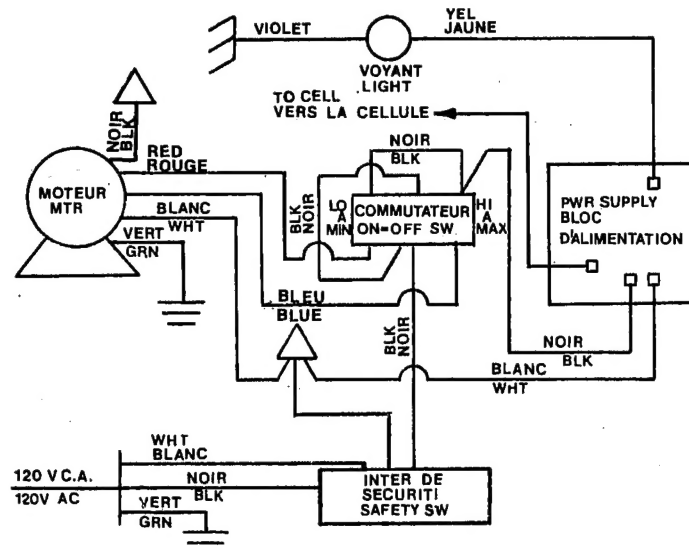 VIOLET
YEL
JAUNE
VOYANT
LIGHT
TO CELL
VERS LA CELLULE
NOIR
BLK
RED
ROUGE
NOIR
BLK
MOTEUR
MTR
BLANC
WHT
VERT
GRN
BLK
NOIR
LO
A
MIN
COMMUTATEUR
ON=OFF SW.
HI
A
MAX
PWR SUPPLY
BLOC
D'ALIMENTATION
BLEU
BLUE
BLK
NOIR
NOIR
BLK
BLANC
WHT
WHT
BLANC
120 V C.A.
120V AC
NOIR
BLK
VERT
GRN
INTER DE
SECURITI
SAFETY SW